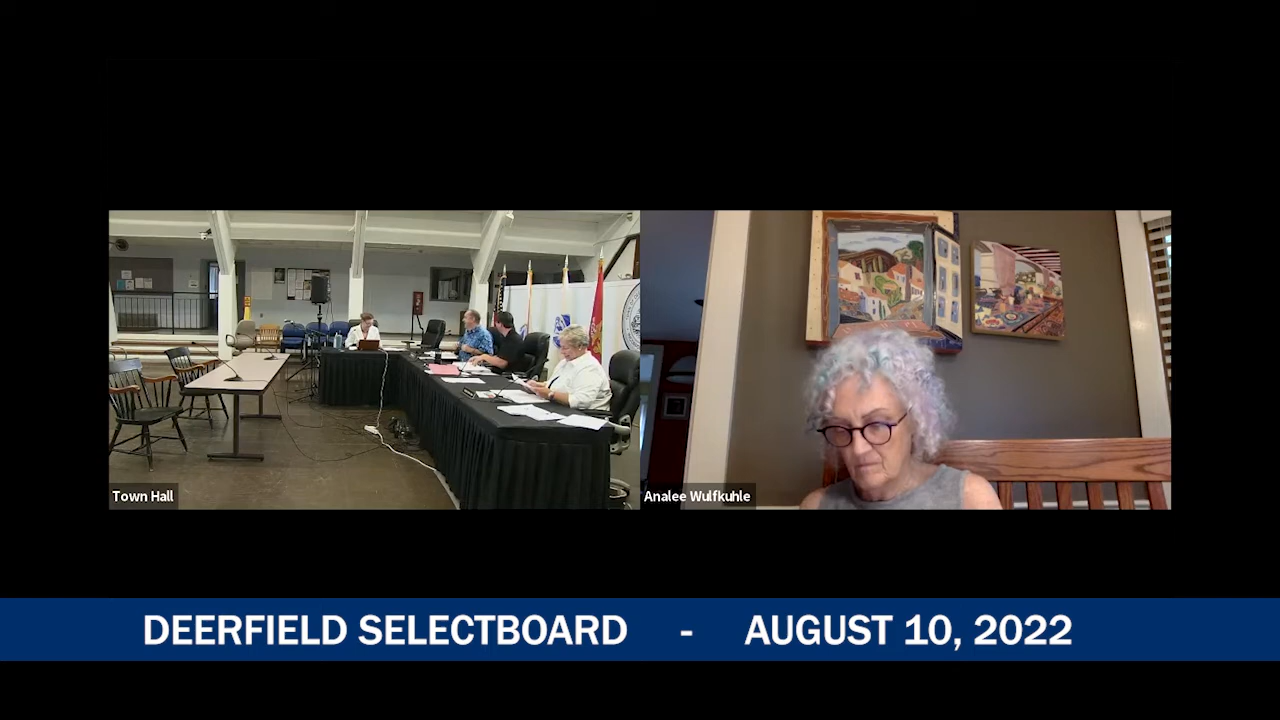 Town Hall
Analee Wulfkuhle
DEERFIELD SELECTBOARD - AUGUST 10, 2022